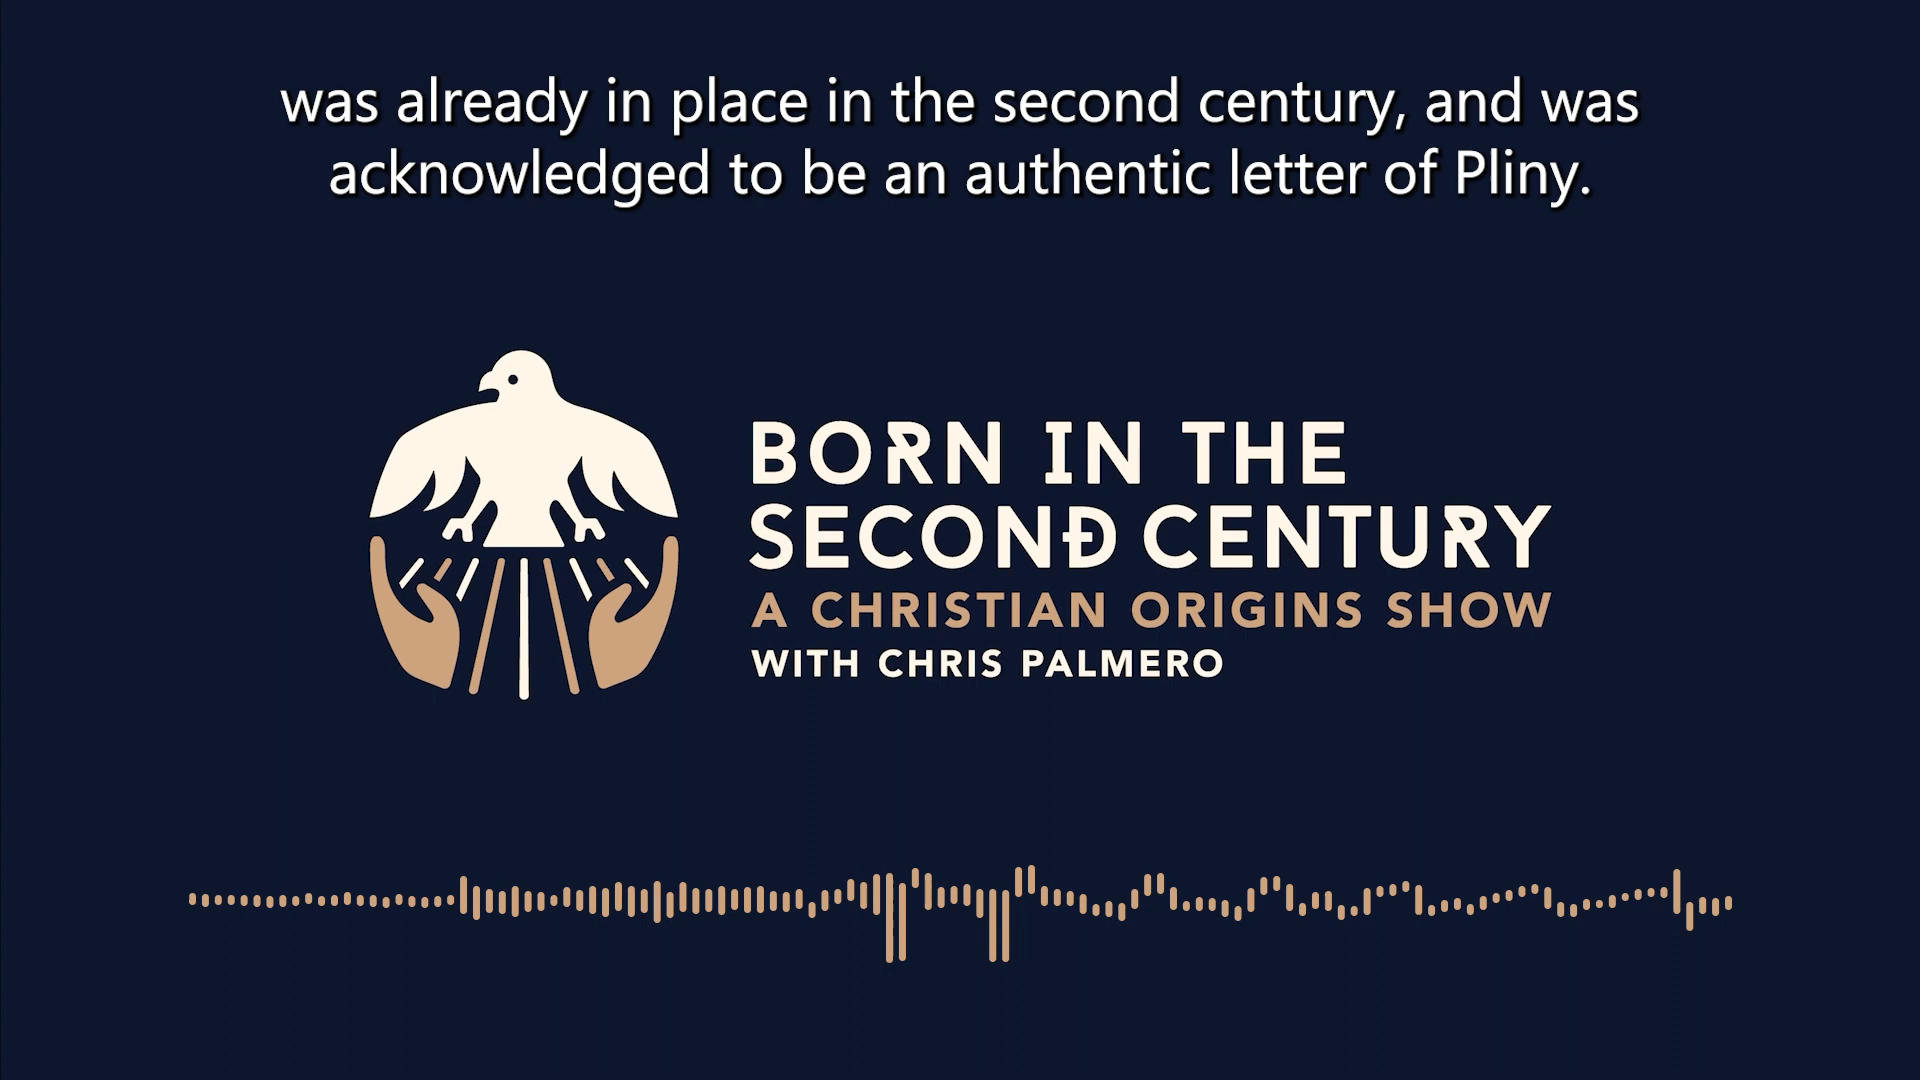 was already in place in the second century, and was
acknowledged to be an authentic letter of Pliny.
BORN IN THE
SECOND CENTURY
A CHRISTIAN ORIGINS SHOW
WITH CHRIS PALMERO